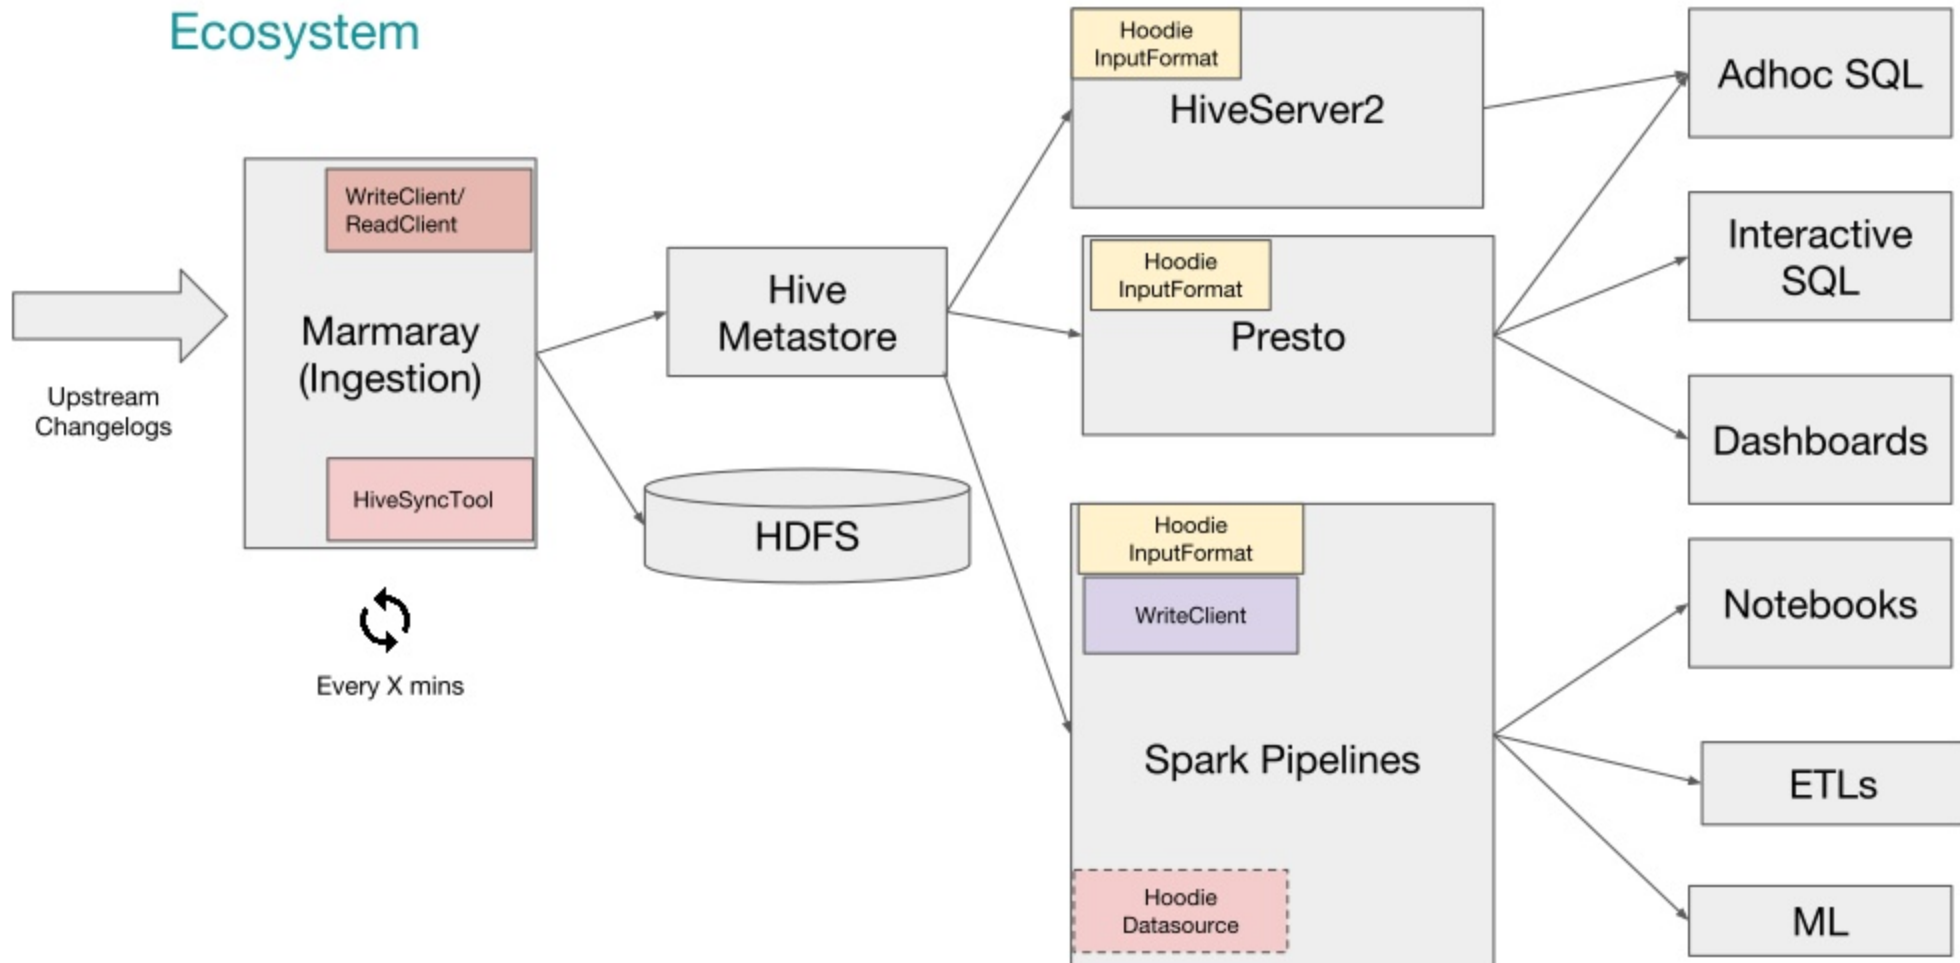 Ecosystem
Upstream
Changelogs
WriteClient/
ReadClient
Marmaray
(Ingestion)
HiveSyncTool
Every X mins
Hive
Metastore
HDFS
Hoodie
InputFormat
HiveServer2
Hoodie
InputFormat
Presto
Hoodie
InputFormat
WriteClient
Spark Pipelines
Hoodie
Datasource
Adhoc SQL
Interactive
SQL
Dashboards
Notebooks
ETLs
ML